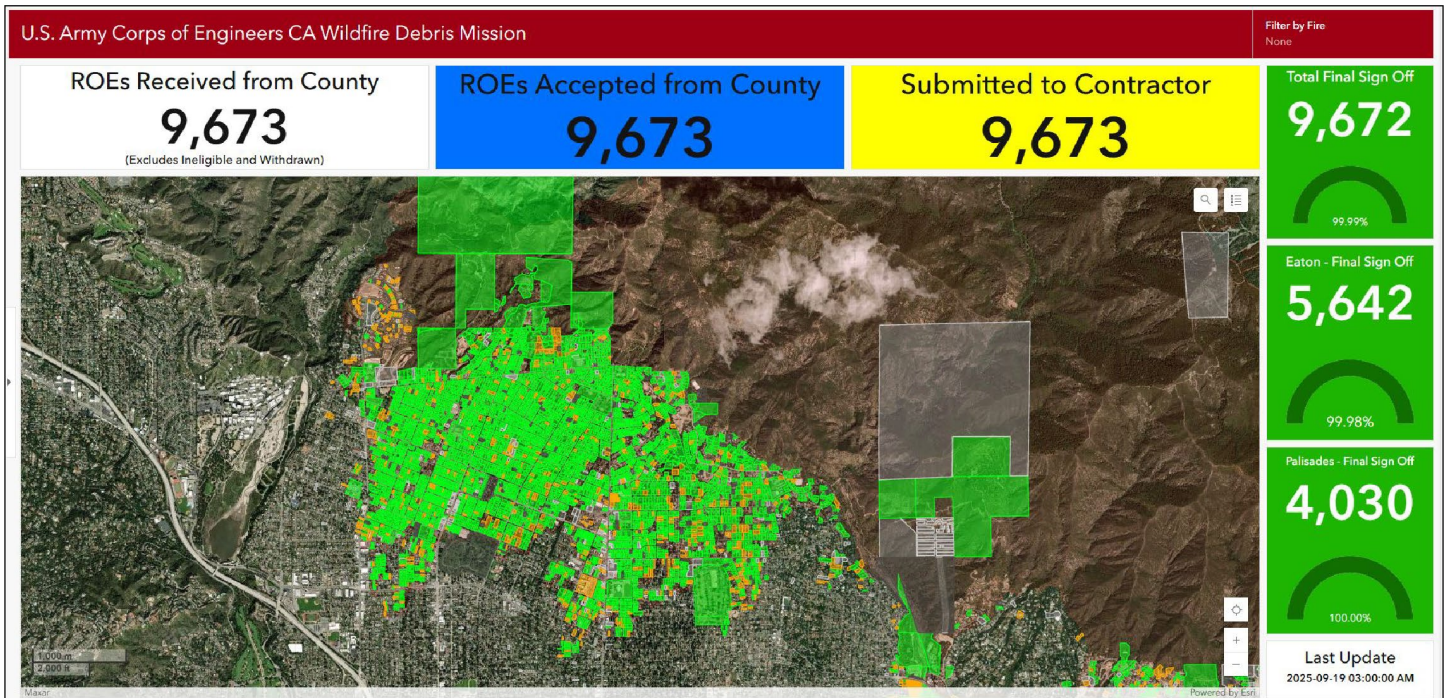 U.S. Army Corps of Engineers CA Wildfire Debris Mission
Filter by Fire
None
ROEs Received from County
9,673
(Excludes Ineligible and Withdrawn)
ROEs Accepted from County
9,673
Submitted to Contractor
9,673
Total Final Sign Off
9,672
99.99%
Eaton - Final Sign Off
5,642
99.98%
Palisades - Final Sign Off
4,030
100.00%
1,000 m
2,000 ft
Maxar
Powered by Esri
Last Update
2025-09-19 03:00:00 AM